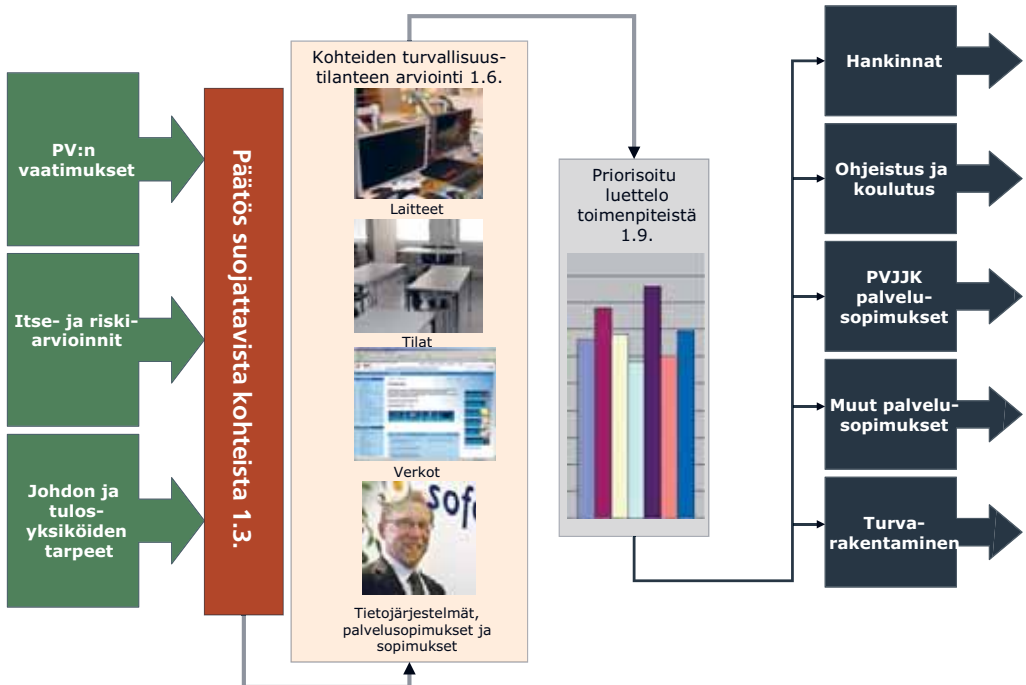 PV:n
vaatimukset
Itse- ja riski-
arvioinnit
Johdon ja
tulos-
yksiköiden
tarpeet
Päätös suojattavista kohteista 1.3.
Kohteiden turvallisuus-
tilanteen arviointi 1.6.
Laitteet
Tilat
Verkot
sofo
Tietojärjestelmät,
palvelusopimukset ja
sopimukset
Priorisoitu
luettelo
toimenpiteistä
1.9.
Hankinnat
Ohjeistus ja
koulutus
PVJJK
palvelu-
sopimukset
Muut palvelu-
sopimukset
Turva-
rakentaminen